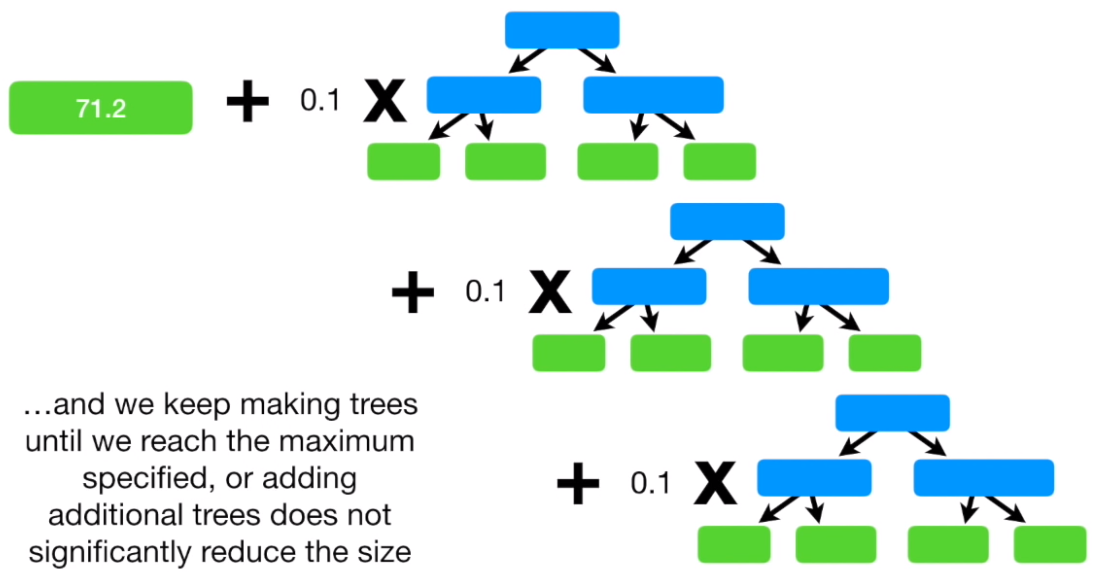 71.2 + 0.1 X
+ 0.1 X
…and we keep making trees
until we reach the maximum
specified, or adding
additional trees does not
significantly reduce the size
+ 0.1 X